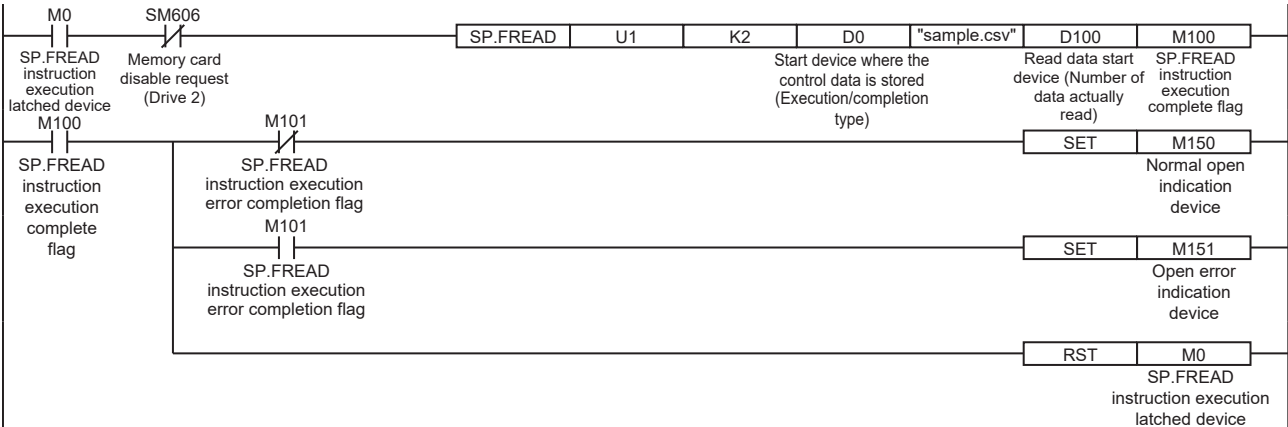 M0
SM606
SP.FREAD U1 K2 D0 "sample.csv" D100 M100
SP.FREAD
instruction
execution
latched device
Memory card
disable request
(Drive 2)
Start device where the
control data is stored
(Execution/completion
type)
Read data start
device (Number of
data actually
read)
SP.FREAD
instruction
execution
complete flag
M100
M101
SET M150
SP.FREAD
instruction
execution
complete
flag
SP.FREAD
instruction execution
error completion flag
Normal open
indication
device
M101
SET M151
SP.FREAD
instruction execution
error completion flag
Open error
indication
device
RST M0
SP.FREAD
instruction execution
latched device